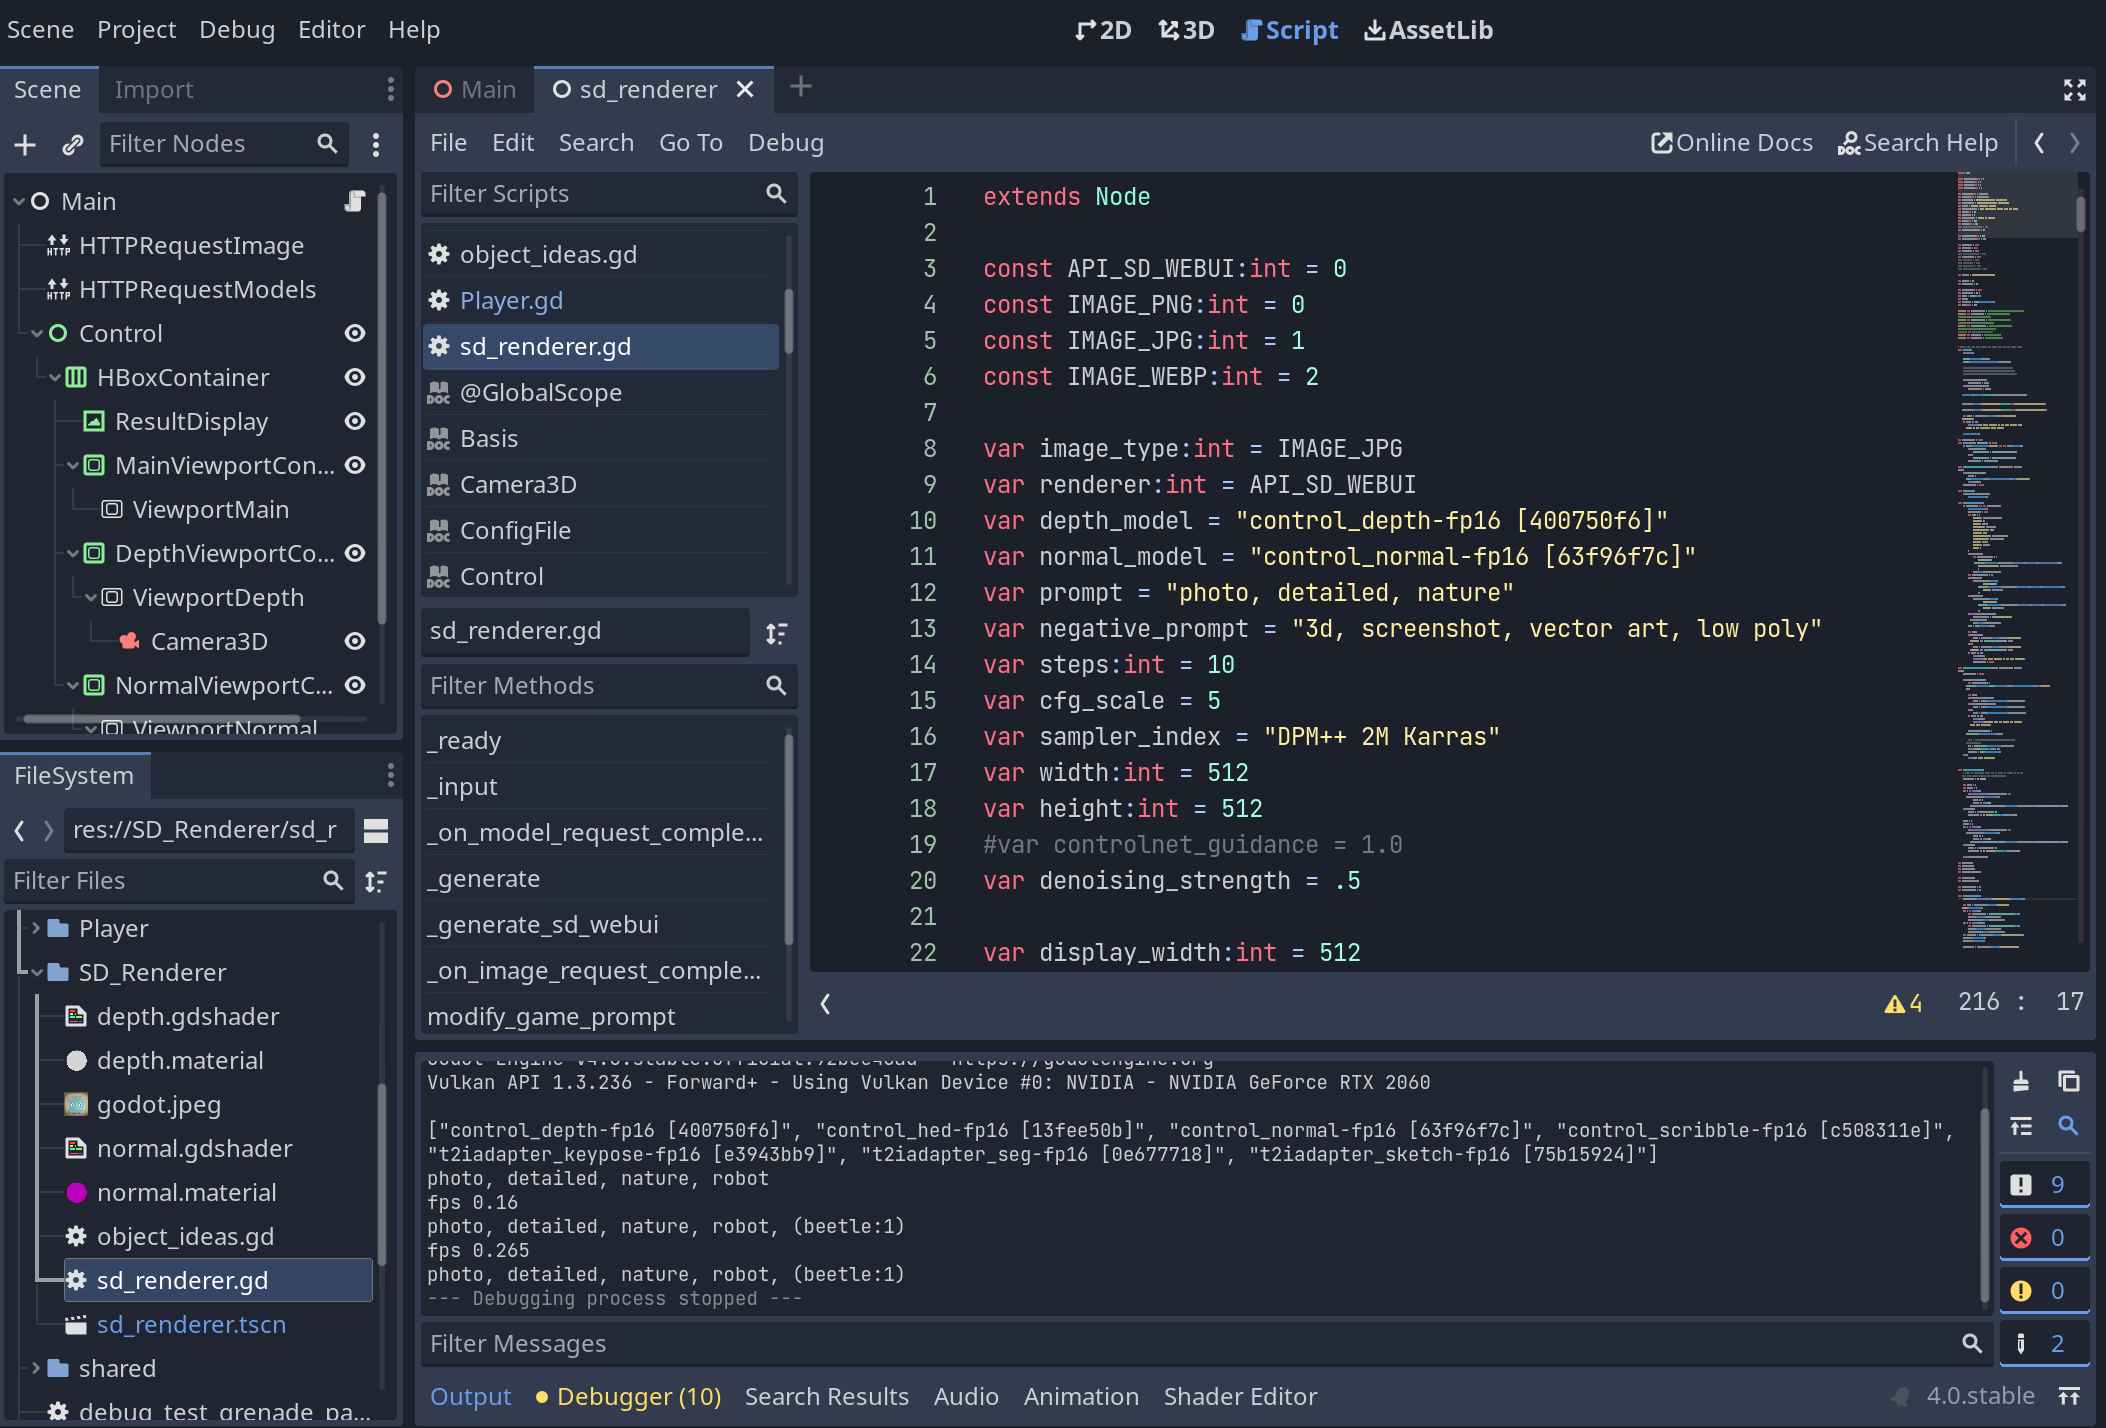 Scene Project Debug Editor Help
2D 3D Script AssetLib
Scene Import
Filter Nodes
Main
HTTPRequestImage
HTTPRequestModels
Control
HBoxContainer
ResultDisplay
MainViewportCon...
ViewportMain
DepthViewportCo...
ViewportDepth
Camera3D
NormalViewportC...
ViewportNormal
FileSystem
res://SD_Renderer/sd_r
Filter Files
Player
SD_Renderer
depth.gdshader
depth.material
godot.jpeg
normal.gdshader
normal.material
object_ideas.gd
sd_renderer.gd
sd_renderer.tscn
shared
debug_test_grenade_pa...
Main sd_renderer
File Edit Search Go To Debug
Online Docs Search Help
Filter Scripts
object_ideas.gd
Player.gd
sd_renderer.gd
@GlobalScope
Basis
Camera3D
ConfigFile
Control
sd_renderer.gd
Filter Methods
_ready
_input
_on_model_request_comple...
_generate
_generate_sd_webui
_on_image_request_comple...
modify_game_prompt
1 extends Node
2
3 const API_SD_WEBUI:int = 0
4 const IMAGE_PNG:int = 0
5 const IMAGE_JPG:int = 1
6 const IMAGE_WEBP:int = 2
7
8 var image_type:int = IMAGE_JPG
9 var renderer:int = API_SD_WEBUI
10 var depth_model = "control_depth-fp16 [400750f6]"
11 var normal_model = "control_normal-fp16 [63f96f7c]"
12 var prompt = "photo, detailed, nature"
13 var negative_prompt = "3d, screenshot, vector art, low poly"
14 var steps:int = 10
15 var cfg_scale = 5
16 var sampler_index = "DPM++ 2M Karras"
17 var width:int = 512
18 var height:int = 512
19 #var controlnet_guidance = 1.0
20 var denoising_strength = .5
21
22 var display_width:int = 512
4 216 : 17
Vulkan API 1.3.236 - Forward+ - Using Vulkan Device #0: NVIDIA - NVIDIA GeForce RTX 2060
["control_depth-fp16 [400750f6]", "control_hed-fp16 [13fee50b]", "control_normal-fp16 [63f96f7c]", "control_scribble-fp16 [c508311e]",
"t2iadapter_keypose-fp16 [e3943bb9]", "t2iadapter_seg-fp16 [0e677718]", "t2iadapter_sketch-fp16 [75b15924]"]
photo, detailed, nature, robot
fps 0.16
photo, detailed, nature, robot, (beetle:1)
fps 0.265
photo, detailed, nature, robot, (beetle:1)
--- Debugging process stopped ---
9
0
0
2
Filter Messages
Output Debugger (10) Search Results Audio Animation Shader Editor
4.0.stable